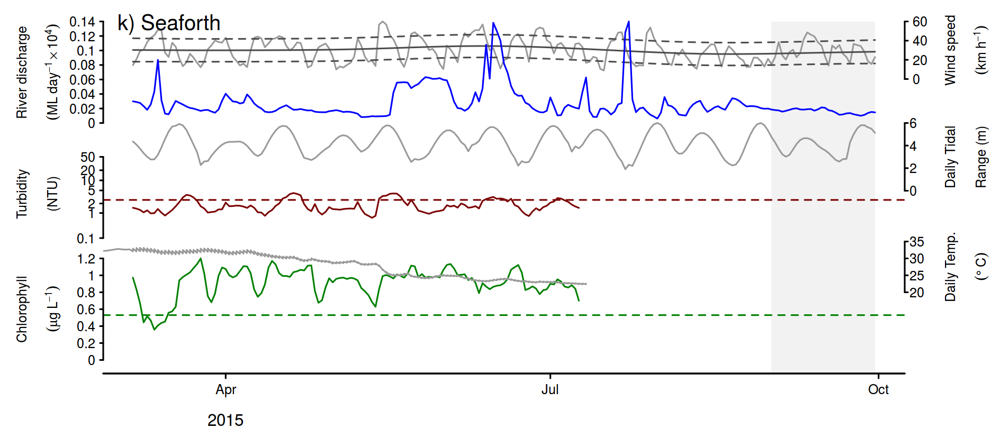 k) Seaforth
River discharge
(ML day⁻¹ × 10⁴)
0.14
0.12
0.1
0.08
0.06
0.04
0.02
0
60
40
20
0
Wind speed
(km h⁻¹)
6
4
2
0
Daily Tidal
Range (m)
Turbidity
(NTU)
50
20
10
5
2
1
0.1
35
30
25
20
Daily Temp.
(° C)
Chlorophyll
(μg L⁻¹)
1.2
1
0.8
0.6
0.4
0.2
0
Apr
Jul
Oct
2015